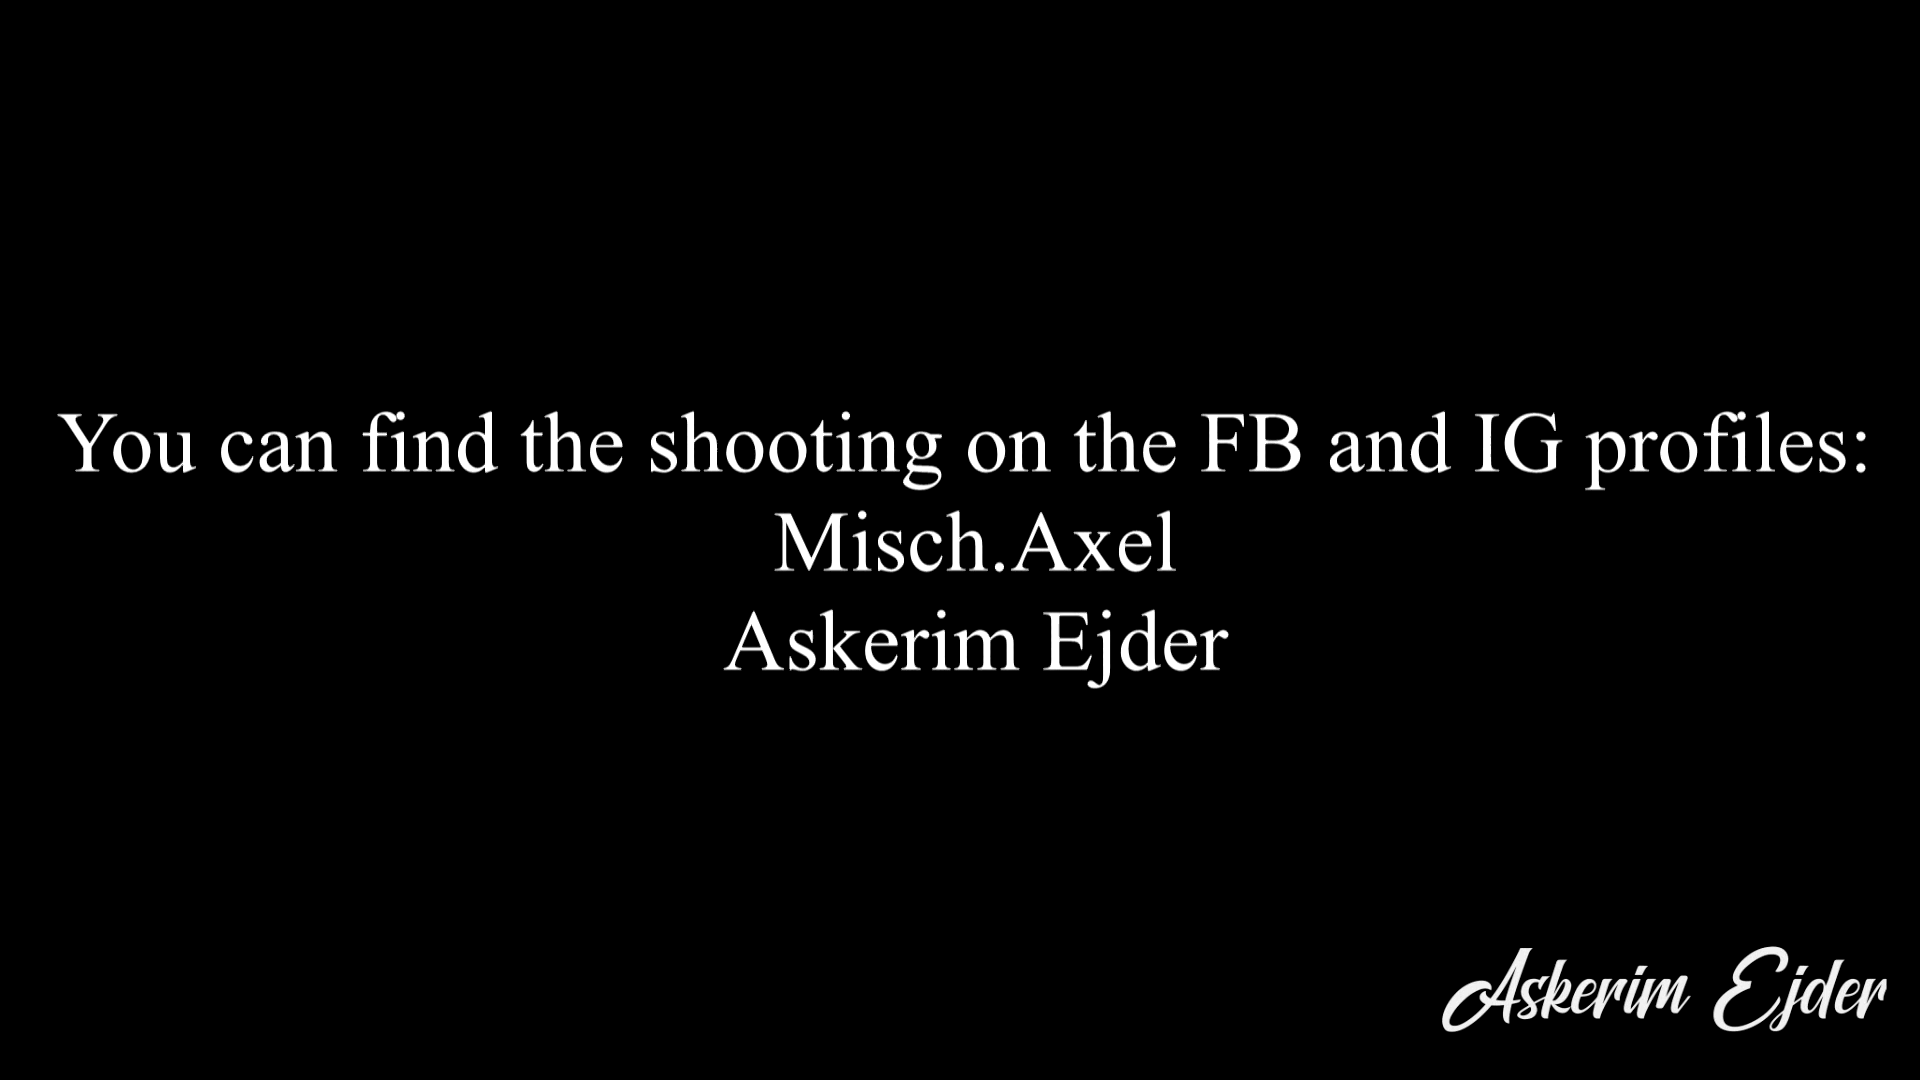 You can find the shooting on the FB and IG profiles:
Misch.Axel
Askerim Ejder
Askerim Ejder